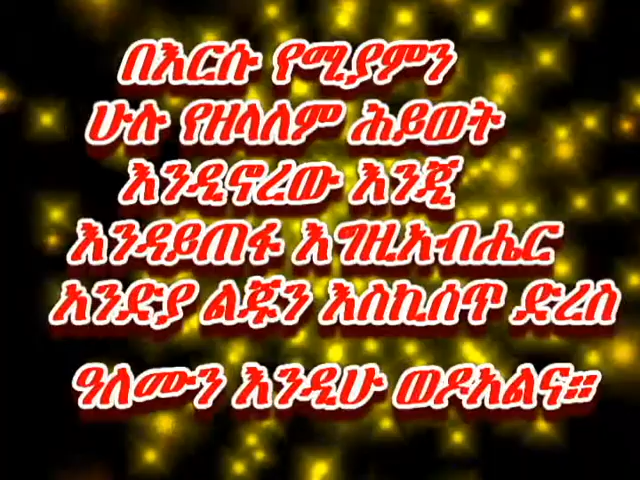 በእርሱ የሚያምን
ሁሉ የዘላለም ሕይወት
እንዲኖረው እንጂ
እንዳይጠፋ እግዚአብሔር
አንድያ ልጁን እስኪሰጥ ድረስ
ዓለሙን እንዲሁ ወዶአልና።።